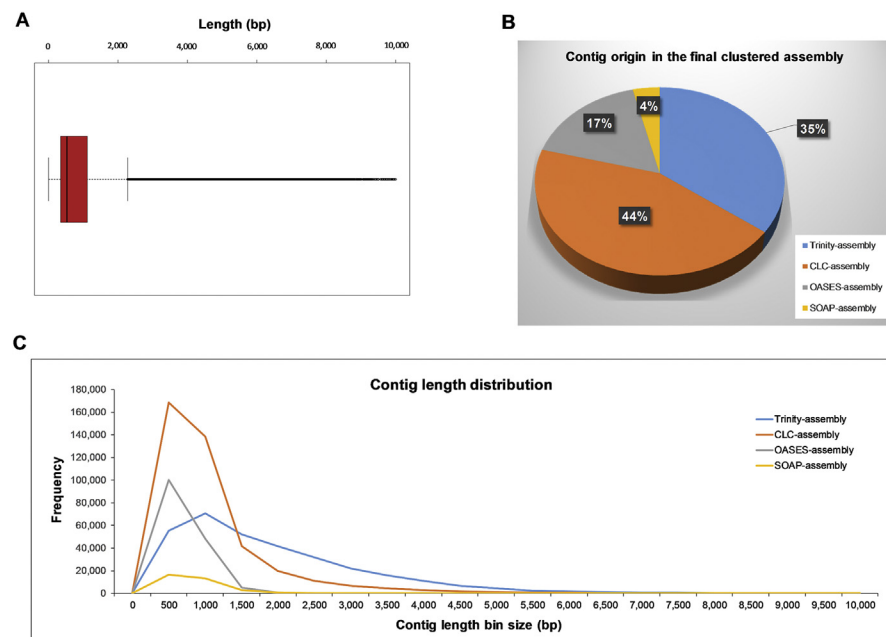 A
Length (bp)
0 2,000 4,000 6,000 8,000 10,000
B
Contig origin in the final clustered assembly
4%
17%
35%
44%
Trinity-assembly
CLC-assembly
OASES-assembly
SOAP-assembly
C
Contig length distribution
Frequency
180,000
160,000
140,000
120,000
100,000
80,000
60,000
40,000
20,000
0
Trinity-assembly
CLC-assembly
OASES-assembly
SOAP-assembly
0 500 1,000 1,500 2,000 2,500 3,000 3,500 4,000 4,500 5,000 5,500 6,000 6,500 7,000 7,500 8,000 8,500 9,000 9,500 10,000
Contig length bin size (bp)